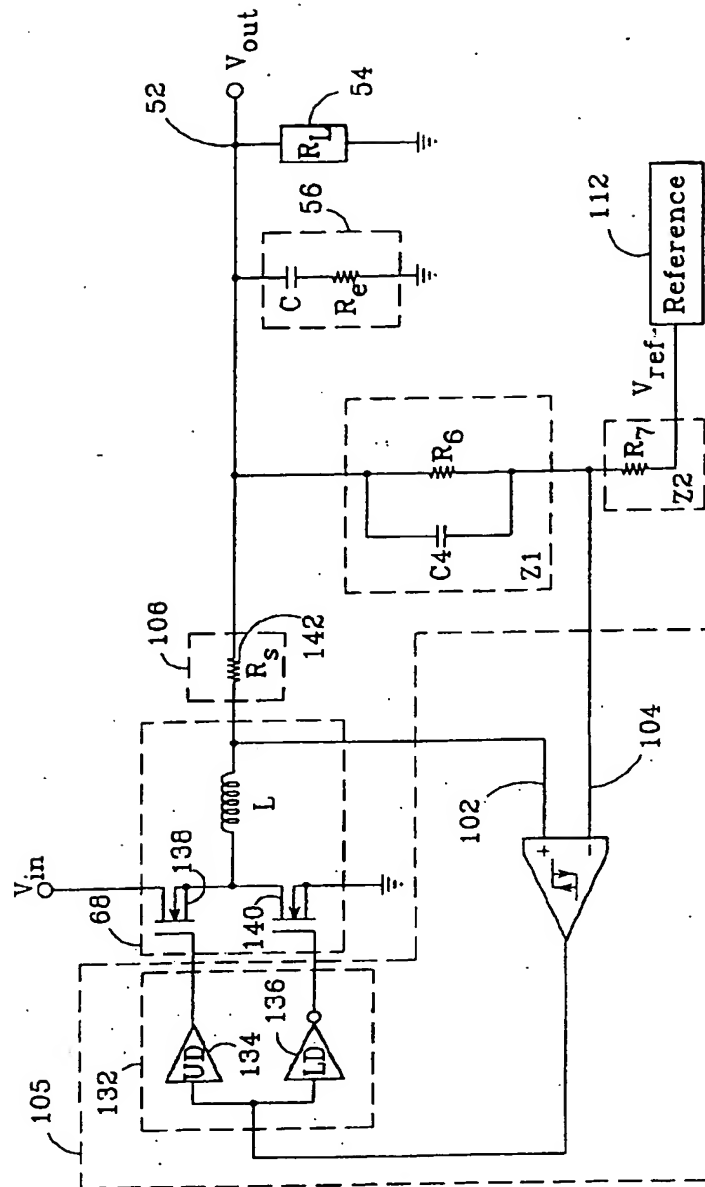 105
132
UD
134
136
LD
68
V_in
138
140
L
106
R_s
142
52
V_out
54
R_L
56
C
R_e
C4
R_6
Z1
R_7
Z2
V_ref
112
Reference
102
104
+
-